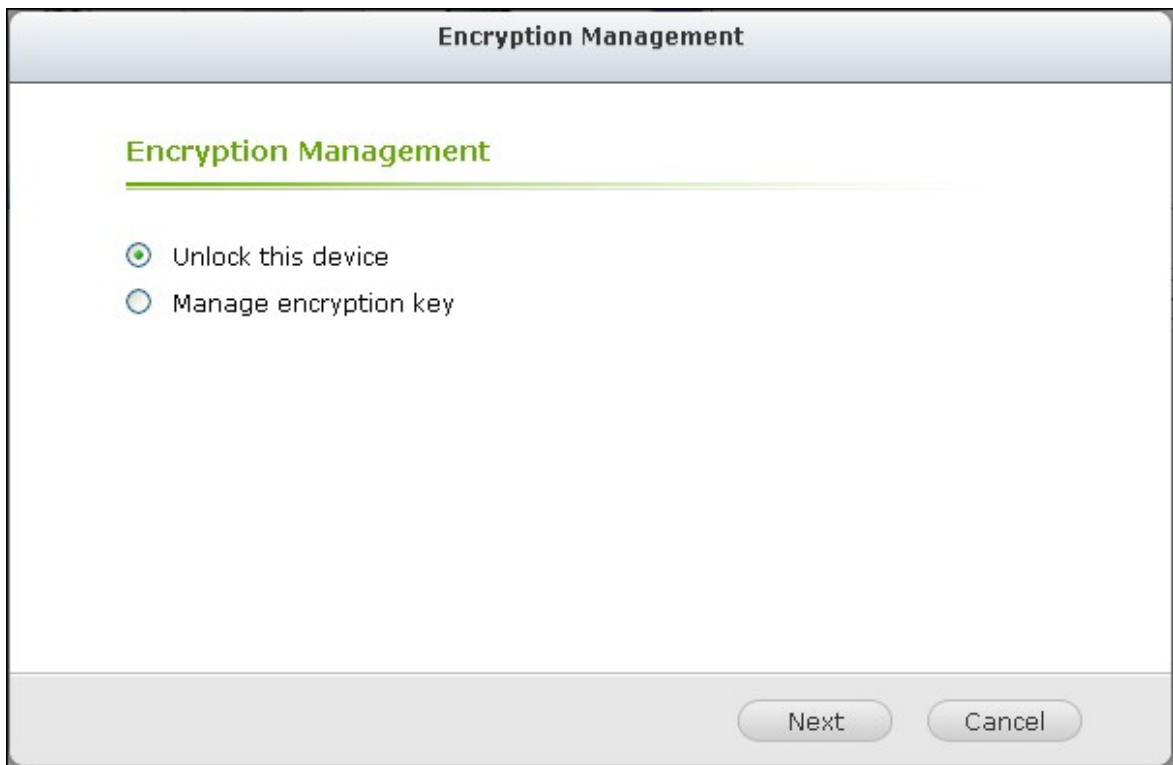 Encryption Management
Encryption Management
Unlock this device
Manage encryption key
Next Cancel